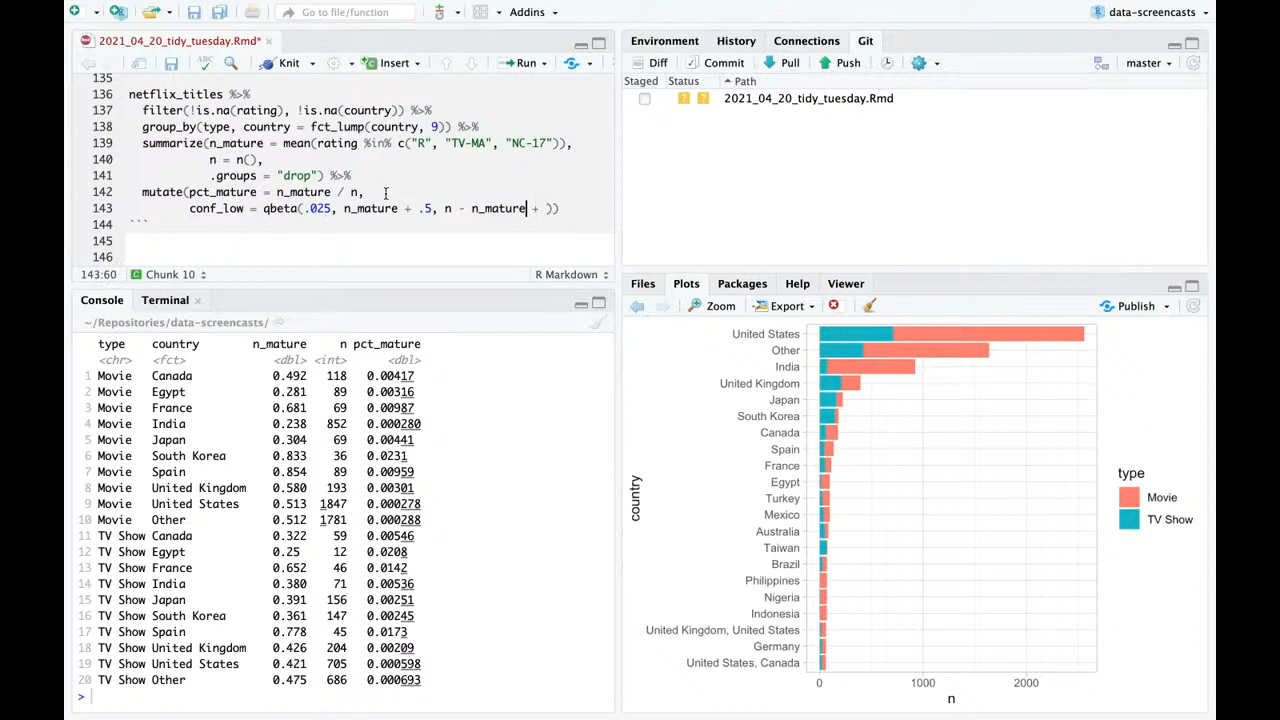 Go to file/function
Addins
data-screencasts
2021_04_20_tidy_tuesday.Rmd*
ABC
Knit
Insert
Run
135
136 netflix_titles %>%
137 filter(!is.na(rating), !is.na(country)) %>%
138 group_by(type, country = fct_lump(country, 9)) %>%
139 summarize(n_mature = mean(rating %in% c("R", "TV-MA", "NC-17")),
140 n = n(),
141 .groups = "drop") %>%
142 mutate(pct_mature = n_mature / n,
143 conf_low = qbeta(.025, n_mature + .5, n - n_mature + ))
144 ```
145
146
143:60 Chunk 10 R Markdown
Console Terminal
~/Repositories/data-screencasts/
type country n_mature n pct_mature
<chr> <fct> <dbl> <int> <dbl>
1 Movie Canada 0.492 118 0.00417
2 Movie Egypt 0.281 89 0.00316
3 Movie France 0.681 69 0.00987
4 Movie India 0.238 852 0.000280
5 Movie Japan 0.304 69 0.00441
6 Movie South Korea 0.833 36 0.0231
7 Movie Spain 0.854 89 0.00959
8 Movie United Kingdom 0.580 193 0.00301
9 Movie United States 0.513 1847 0.000278
10 Movie Other 0.512 1781 0.000288
11 TV Show Canada 0.322 59 0.00546
12 TV Show Egypt 0.25 12 0.0208
13 TV Show France 0.652 46 0.0142
14 TV Show India 0.380 71 0.00536
15 TV Show Japan 0.391 156 0.00251
16 TV Show South Korea 0.361 147 0.00245
17 TV Show Spain 0.778 45 0.0173
18 TV Show United Kingdom 0.426 204 0.00209
19 TV Show United States 0.421 705 0.000598
20 TV Show Other 0.475 686 0.000693
>
Environment History Connections Git
Diff Commit Pull Push master
Staged Status Path
? ? 2021_04_20_tidy_tuesday.Rmd
Files Plots Packages Help Viewer
Zoom Export Publish
United States
Other
India
United Kingdom
Japan
South Korea
Canada
Spain
France
Egypt
Turkey
Mexico
Australia
Taiwan
Brazil
Philippines
Nigeria
Indonesia
United Kingdom, United States
Germany
United States, Canada
country
0 1000 2000
n
type
Movie
TV Show